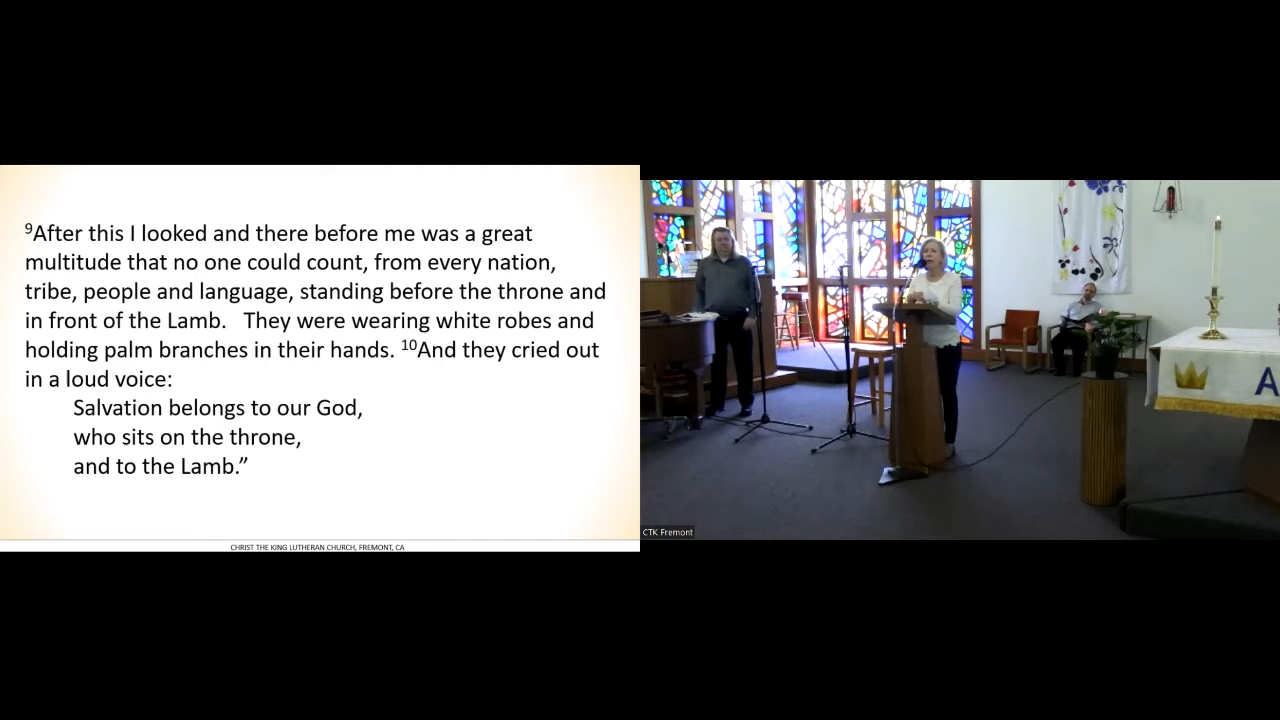 ⁹After this I looked and there before me was a great
multitude that no one could count, from every nation,
tribe, people and language, standing before the throne and
in front of the Lamb. They were wearing white robes and
holding palm branches in their hands. ¹⁰And they cried out
in a loud voice:
Salvation belongs to our God,
who sits on the throne,
and to the Lamb.”
CHRIST THE KING LUTHERAN CHURCH, FREMONT, CA
CTK Fremont
A